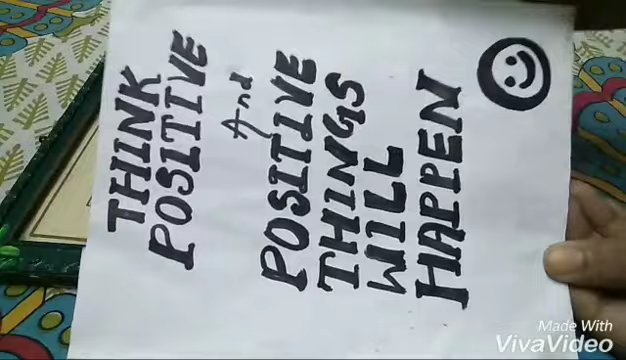 THINK
POSITIVE
And
POSITIVE
THINGS
WILL
HAPPEN
Made With
VivaVideo